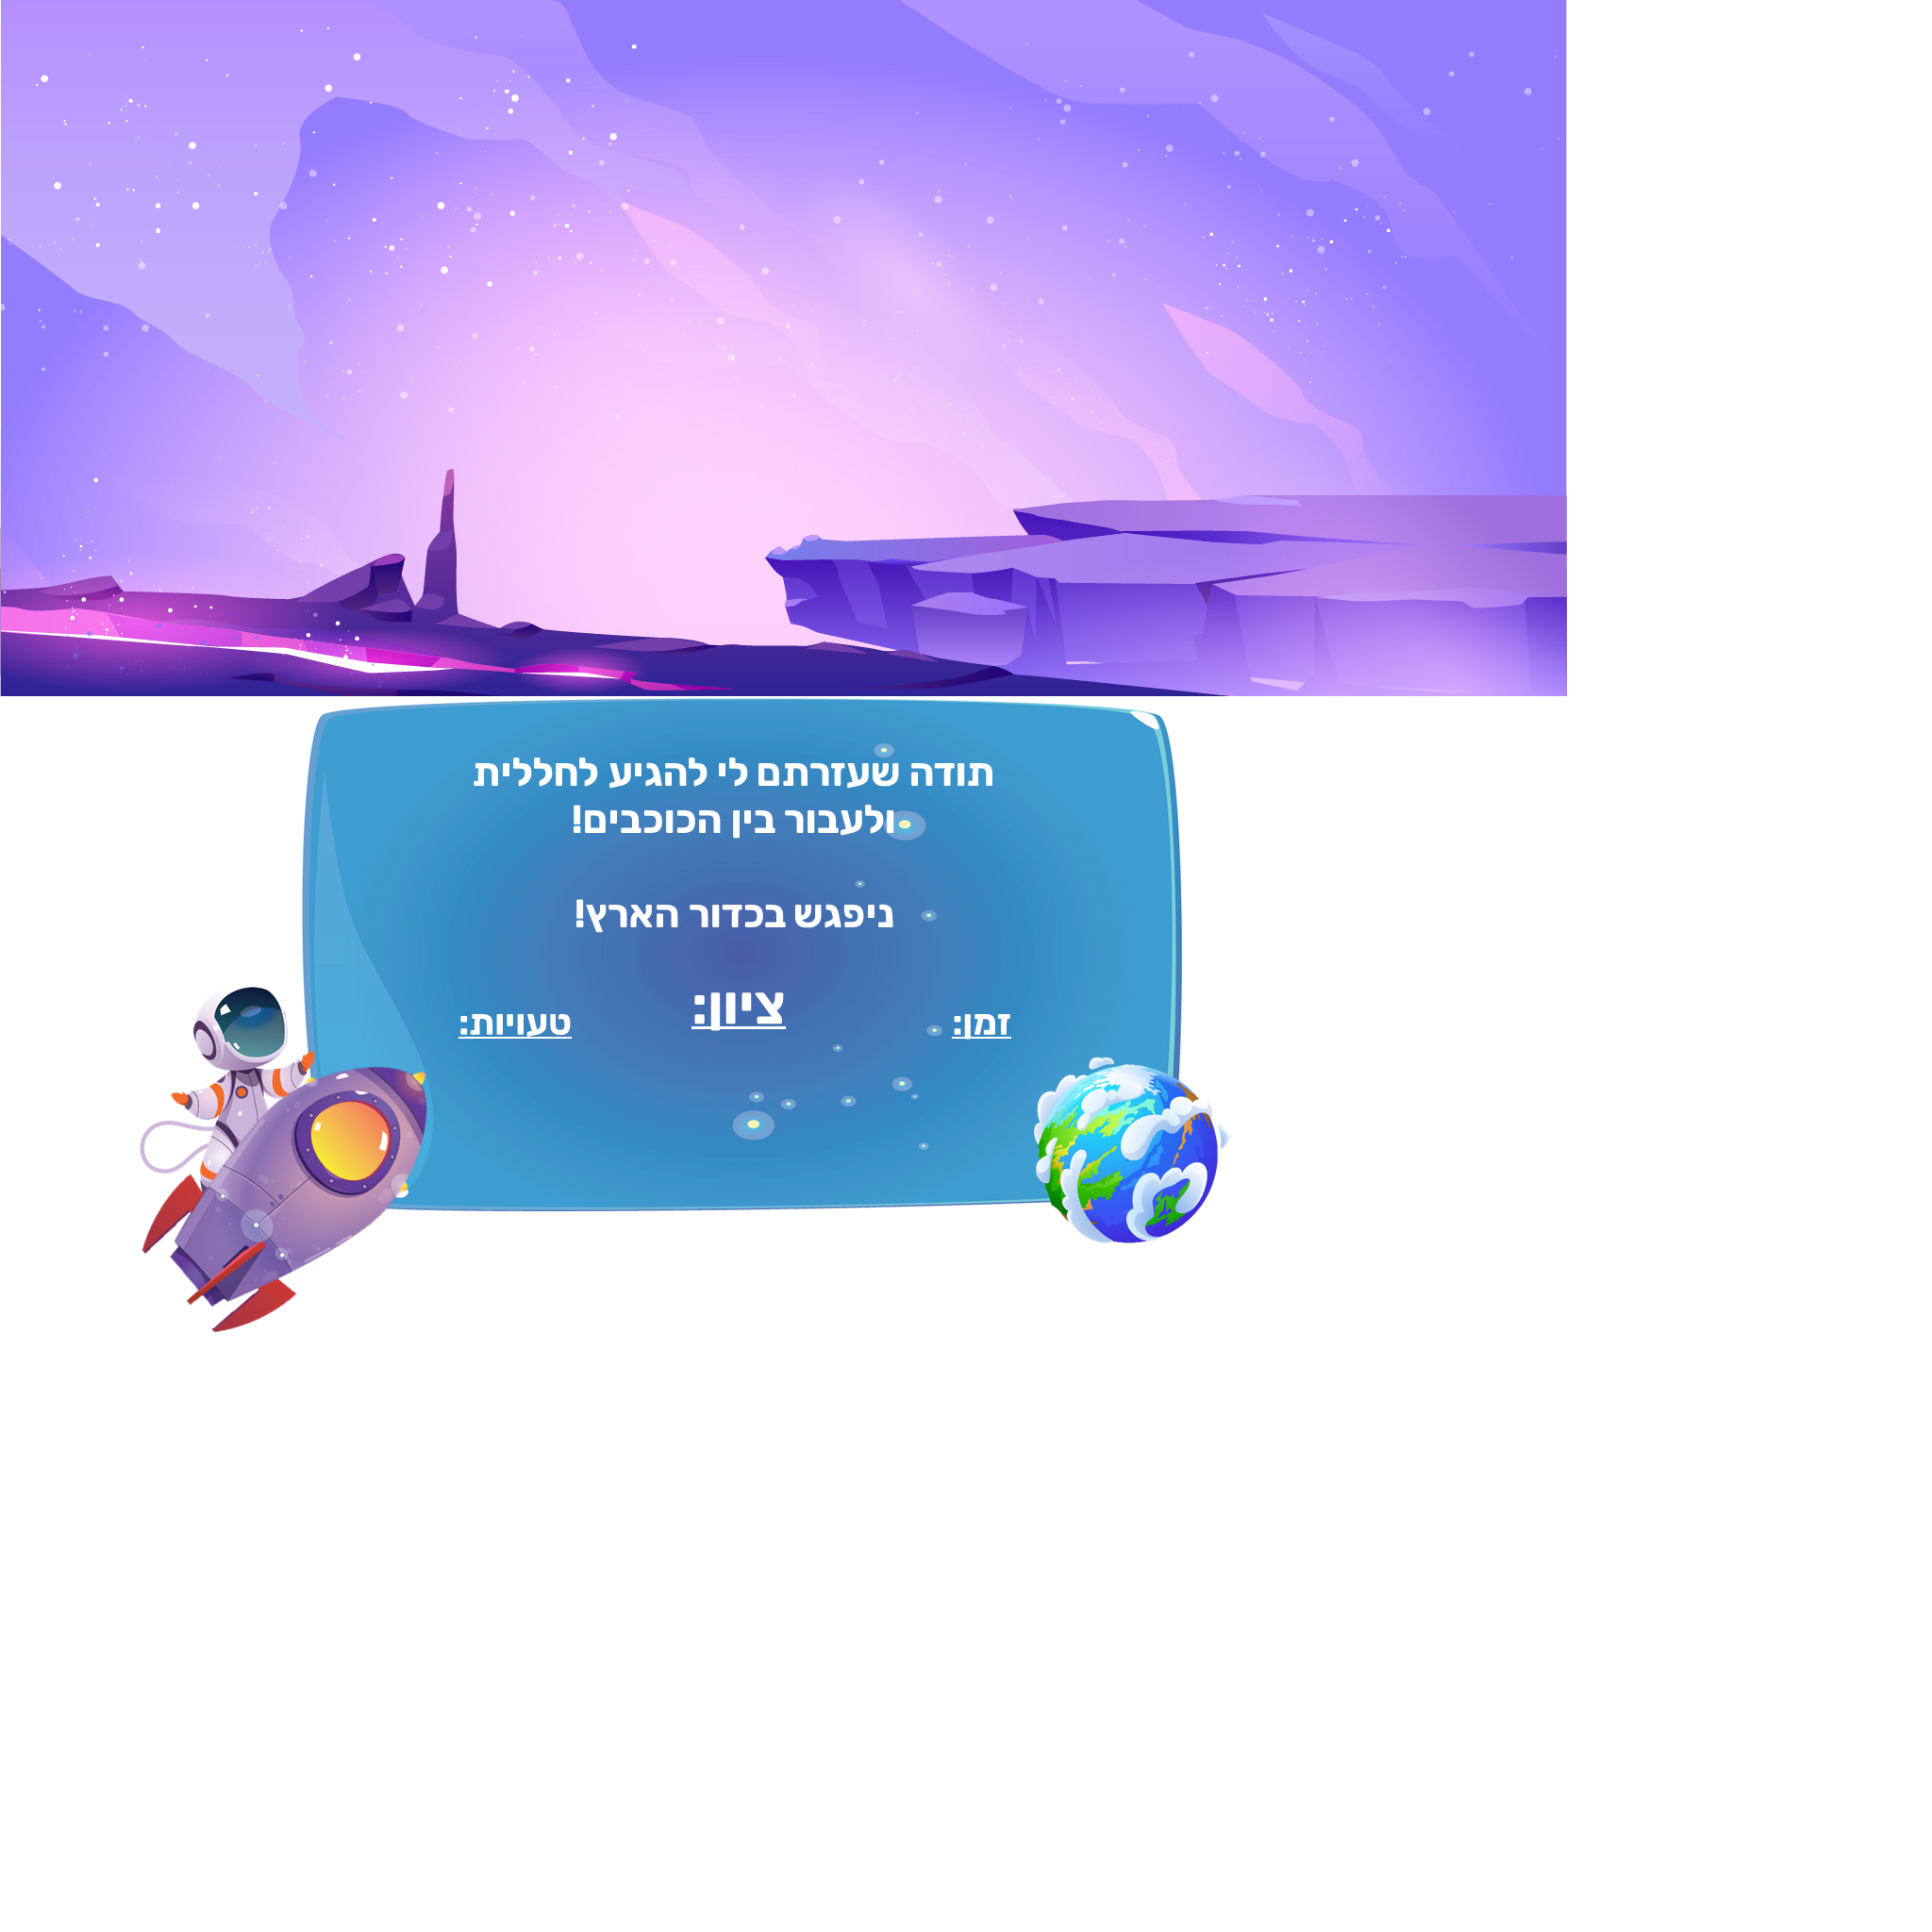 תודה שעזרתם לי להגיע לחללית
ולעבור בין הכוכבים!
ניפגש בכדור הארץ!
זמן: ציון: טעויות: